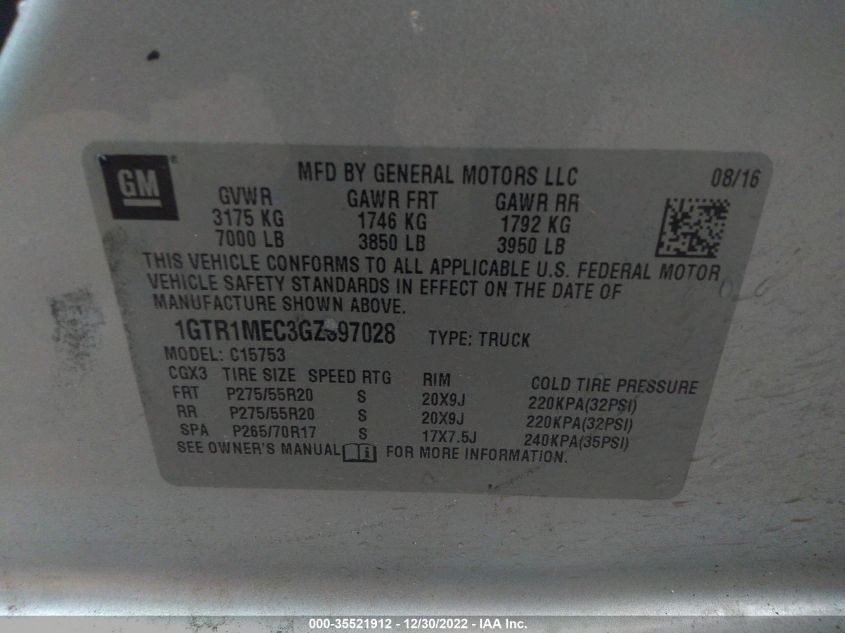 GM ®
MFD BY GENERAL MOTORS LLC 08/16
GVWR GAWR FRT GAWR RR
3175 KG 1746 KG 1792 KG
7000 LB 3850 LB 3950 LB
THIS VEHICLE CONFORMS TO ALL APPLICABLE U.S. FEDERAL MOTOR
VEHICLE SAFETY STANDARDS IN EFFECT ON THE DATE OF
MANUFACTURE SHOWN ABOVE.
1GTR1MEC3GZ397028 TYPE: TRUCK
MODEL: C15753
CGX3 TIRE SIZE SPEED RTG RIM COLD TIRE PRESSURE
FRT P275/55R20 S 20X9J 220KPA(32PSI)
RR P275/55R20 S 20X9J 220KPA(32PSI)
SPA P265/70R17 S 17X7.5J 240KPA(35PSI)
SEE OWNER'S MANUAL i FOR MORE INFORMATION.
000-35521912 - 12/30/2022 - IAA Inc.